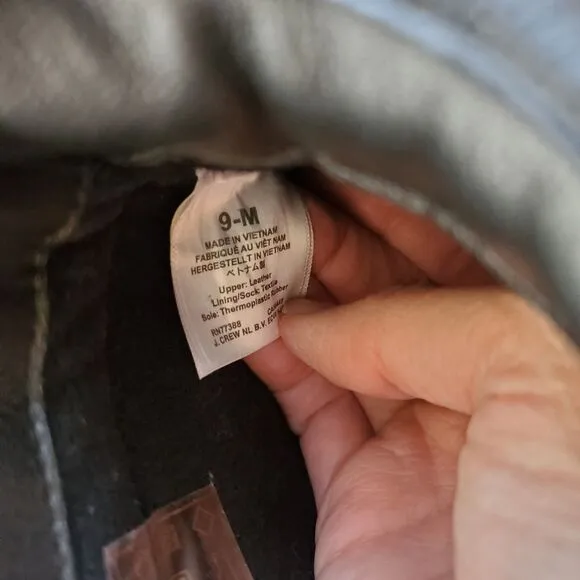 9-M
MADE IN VIETNAM
FABRIQUÉ AU VIÊT NAM
HERGESTELLT IN VIETNAM
ベトナム製
Upper: Leather
Lining/Sock: Textile
Sole: Thermoplastic Rubber
RN77388
J. CREW NL B.V.